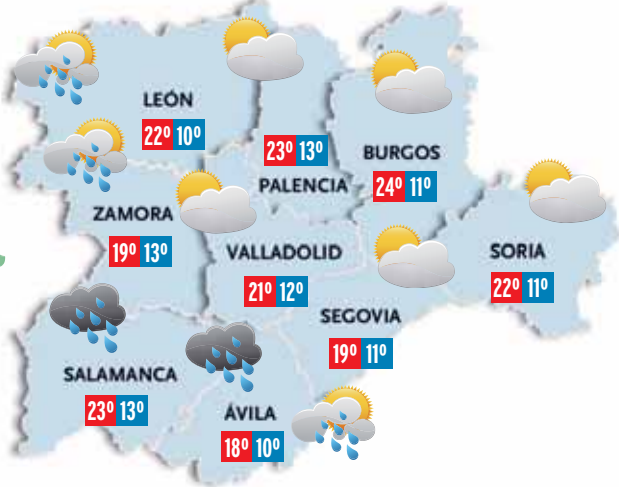 LEÓN
22º 10º
23º 13º
PALENCIA
BURGOS
24º 11º
ZAMORA
19º 13º
VALLADOLID
21º 12º
SORIA
22º 11º
SEGOVIA
19º 11º
SALAMANCA
23º 13º
ÁVILA
18º 10º